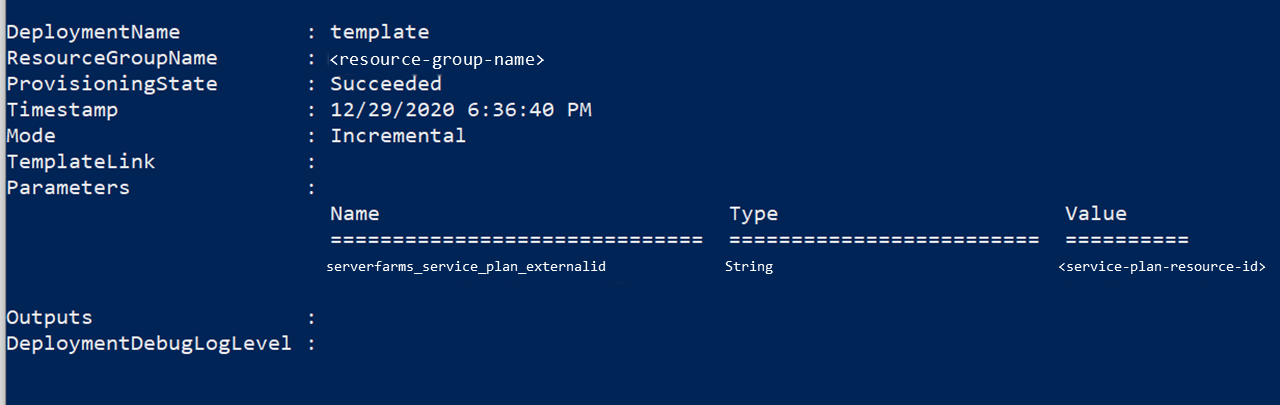 DeploymentName : template
ResourceGroupName : <resource-group-name>
ProvisioningState : Succeeded
Timestamp : 12/29/2020 6:36:40 PM
Mode : Incremental
TemplateLink :
Parameters :
Name Type Value
============================== ========================= ==========
serverfarms_service_plan_externalid String <service-plan-resource-id>
Outputs :
DeploymentDebugLogLevel :